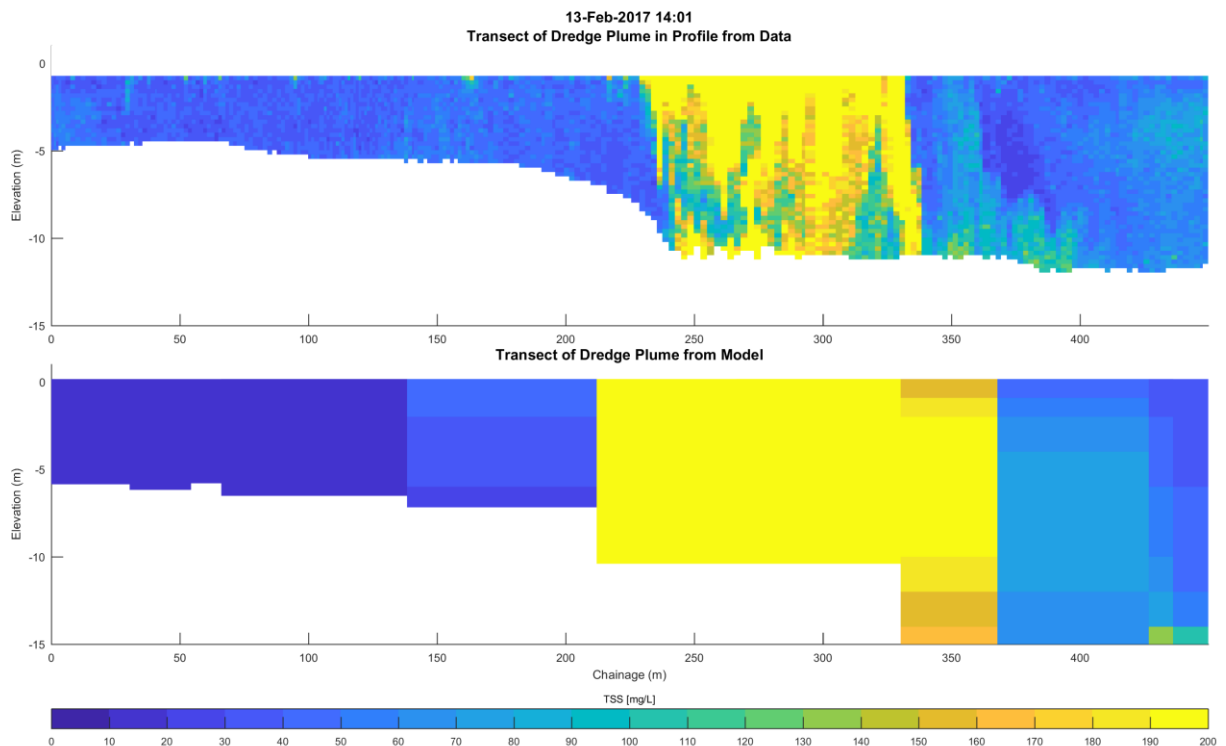 13-Feb-2017 14:01
Transect of Dredge Plume in Profile from Data
0
-5
-10
-15
Elevation (m)
0 50 100 150 200 250 300 350 400
Transect of Dredge Plume from Model
0
-5
-10
-15
Elevation (m)
0 50 100 150 200 250 300 350 400
Chainage (m)
TSS [mg/L]
0 10 20 30 40 50 60 70 80 90 100 110 120 130 140 150 160 170 180 190 200